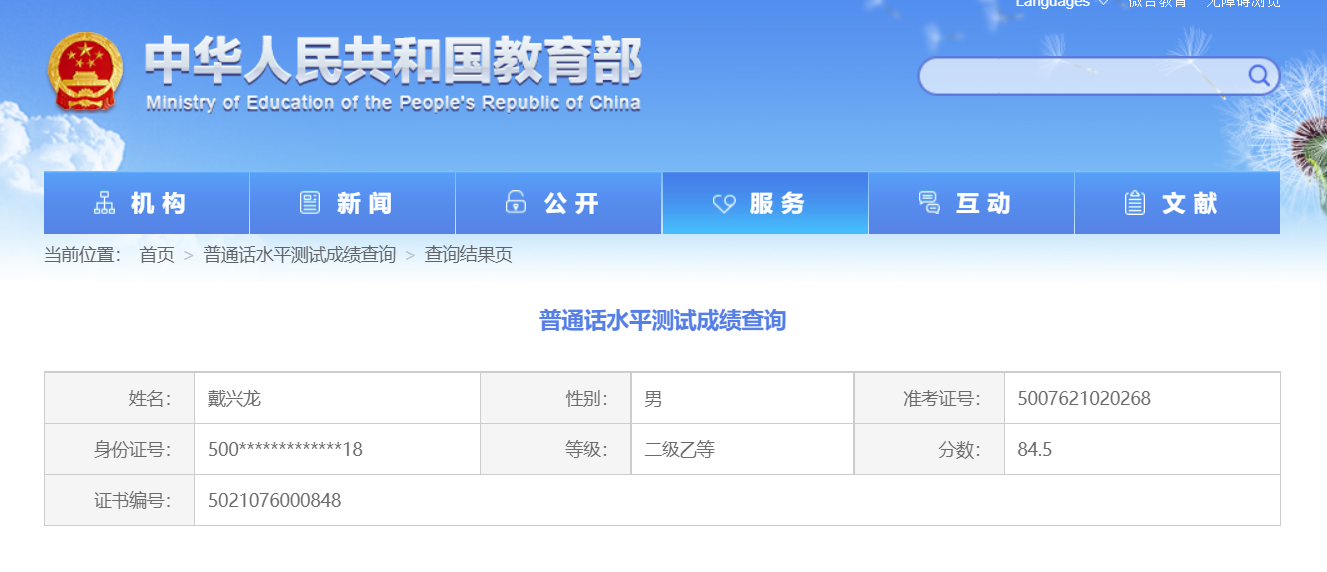 Languages 微言教育 无障碍浏览
中华人民共和国教育部
Ministry of Education of the People's Republic of China
机构 新闻 公开 服务 互动 文献
当前位置： 首页 > 普通话水平测试成绩查询 > 查询结果页
普通话水平测试成绩查询
姓名： 戴兴龙 性别： 男 准考证号： 5007621020268
身份证号： 500*************18 等级： 二级乙等 分数： 84.5
证书编号： 5021076000848